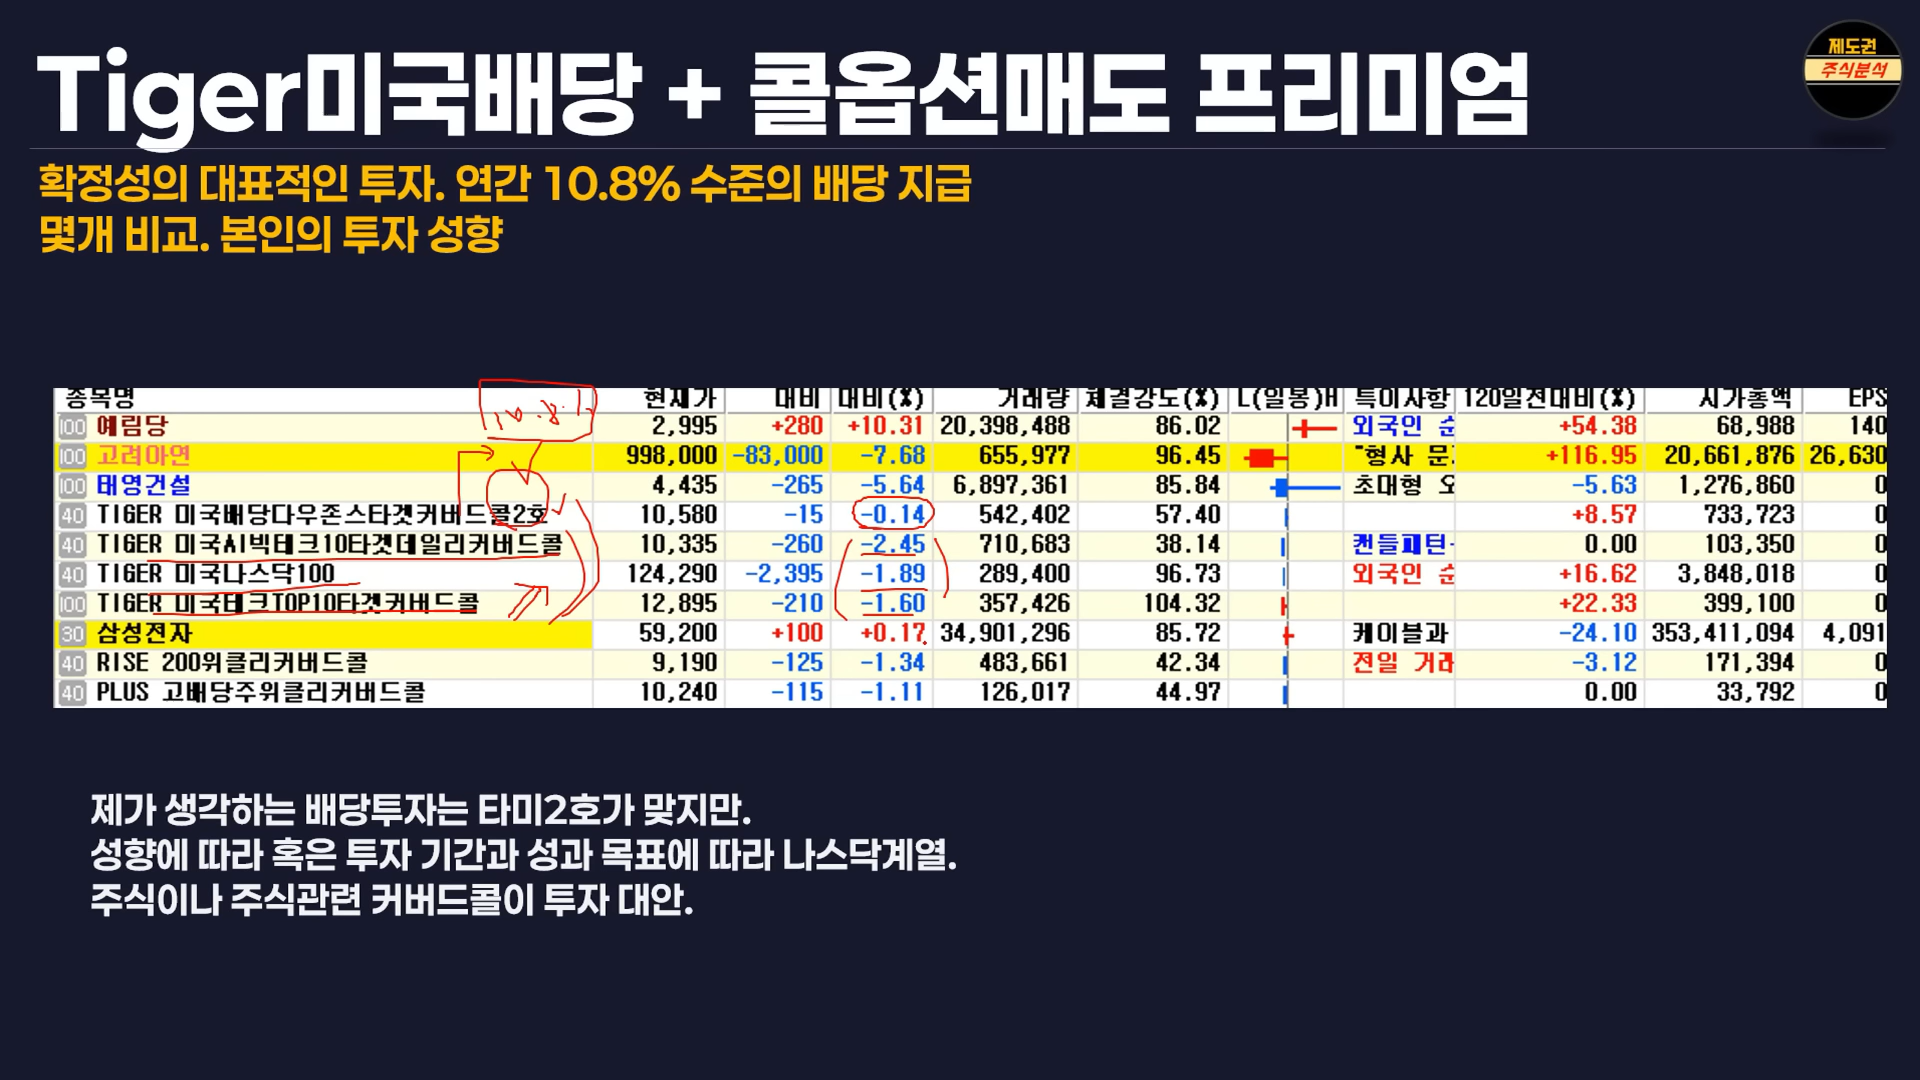 Tiger미국배당 + 콜옵션매도 프리미엄
제도권
주식분석
확정성의 대표적인 투자. 연간 10.8% 수준의 배당 지급
몇개 비교. 본인의 투자 성향
종목명 현재가 대비 대비(%) 거래량 체결강도(%) L(일봉)H 특이사항 120일전대비(%) 시가총액 EPS
10.8%
100 예림당 2,995 +280 +10.31 20,398,488 86.02 외국인 순 +54.38 68,988 140
100 고려아연 998,000 -83,000 -7.68 655,977 96.45 "형사 문 +116.95 20,661,876 26,630
100 태영건설 4,435 -265 -5.64 6,897,361 85.84 초대형 오 -5.63 1,276,860 0
40 TIGER 미국배당다우존스타겟커버드콜2호 10,580 -15 -0.14 542,402 57.40 +8.57 733,723 0
40 TIGER 미국AI빅테크10타겟데일리커버드콜 10,335 -260 -2.45 710,683 38.14 캔들패턴 0.00 103,350 0
40 TIGER 미국나스닥100 124,290 -2,395 -1.89 289,400 96.73 외국인 순 +16.62 3,848,018 0
100 TIGER 미국테크TOP10타겟커버드콜 12,895 -210 -1.60 357,426 104.32 +22.33 399,100 0
30 삼성전자 59,200 +100 +0.17 34,901,296 85.72 케이블과 -24.10 353,411,094 4,091
40 RISE 200위클리커버드콜 9,190 -125 -1.34 483,661 42.34 전일 거래 -3.12 171,394 0
40 PLUS 고배당주위클리커버드콜 10,240 -115 -1.11 126,017 44.97 0.00 33,792 0
제가 생각하는 배당투자는 타미2호가 맞지만.
성향에 따라 혹은 투자 기간과 성과 목표에 따라 나스닥계열.
주식이나 주식관련 커버드콜이 투자 대안.